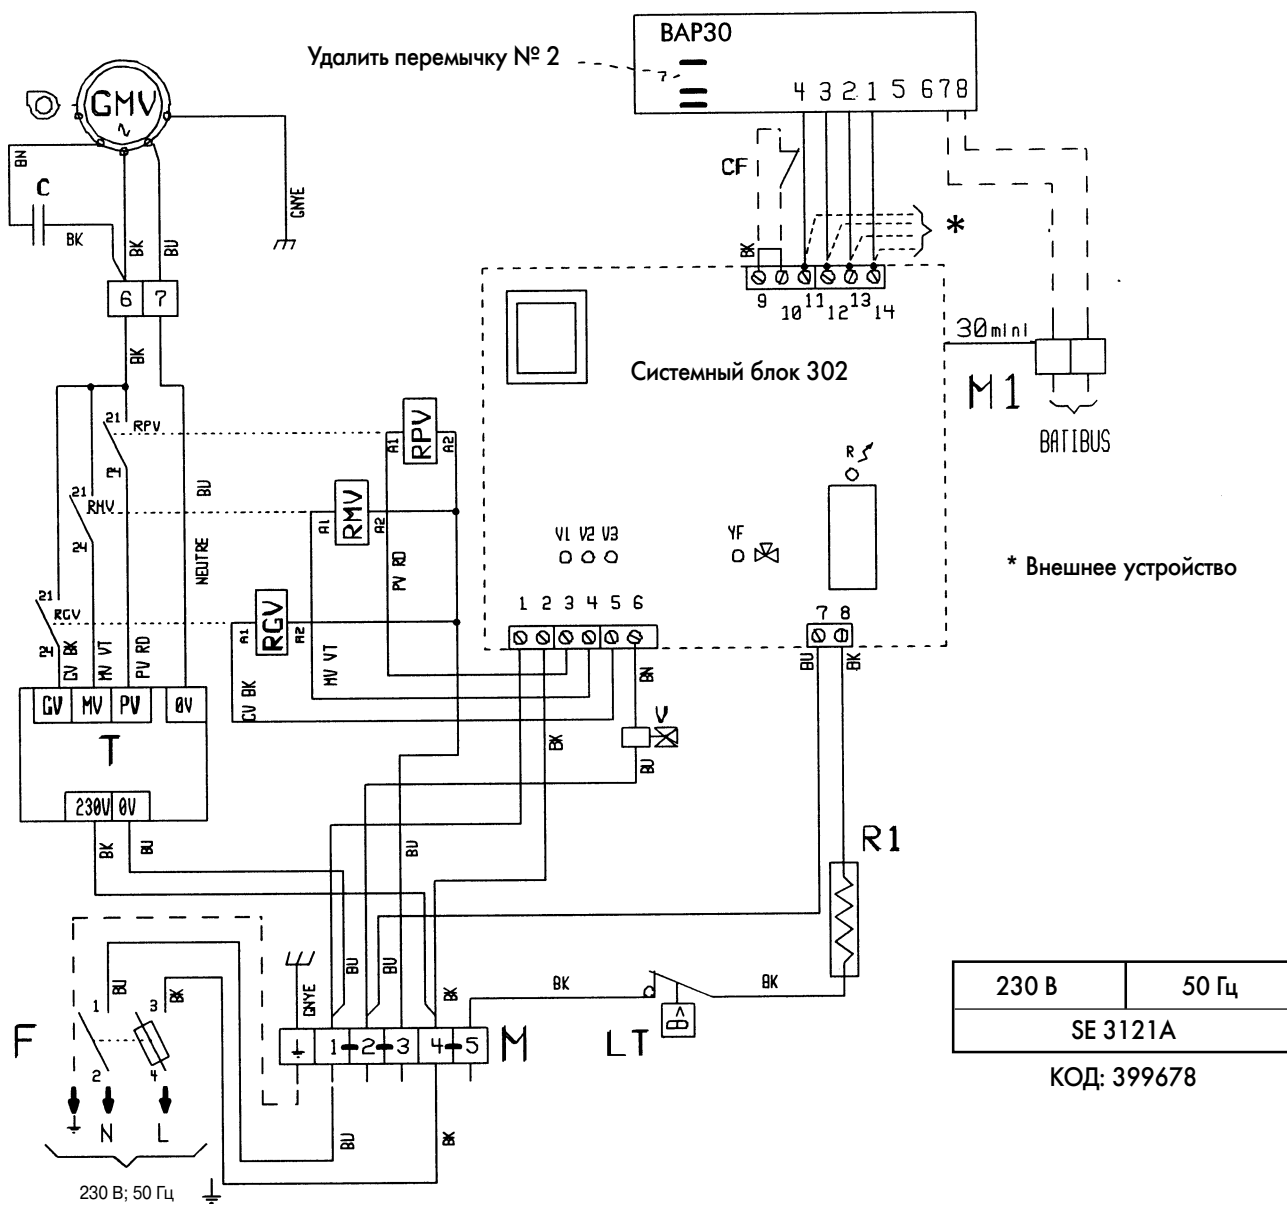 BAP30
Удалить перемычку № 2
7
4 3 2 1 5 6 7 8
GMV
~
BN
C
BK
BK
BU
GNYE
CF
BK
*
9 10 11 12 13 14
6 7
BK
30mini
M1
BATIBUS
Системный блок 302
21
RPV
A1
RPV
A2
21
RMV
24
BU
A1
RMV
A2
PV RD
R
V1 V2 V3
YF
* Внешнее устройство
NEUTRE
21
RGV
24
A1
RGV
A2
1 2 3 4 5 6
7 8
GV BK
MV VT
PV RD
GV BK
MV VT
BN
BU
BK
GV MV PV 0V
T
V
BK
BU
230V 0V
BK
BU
BU
R1
BU
BU
BK
GNYE
BU
BK
1
3
BK
BK
F
1 2 3 4 5
M
LT
2
4
N
L
BU
BK
230 В; 50 Гц
230 В
50 Гц
SE 3121A
КОД: 399678